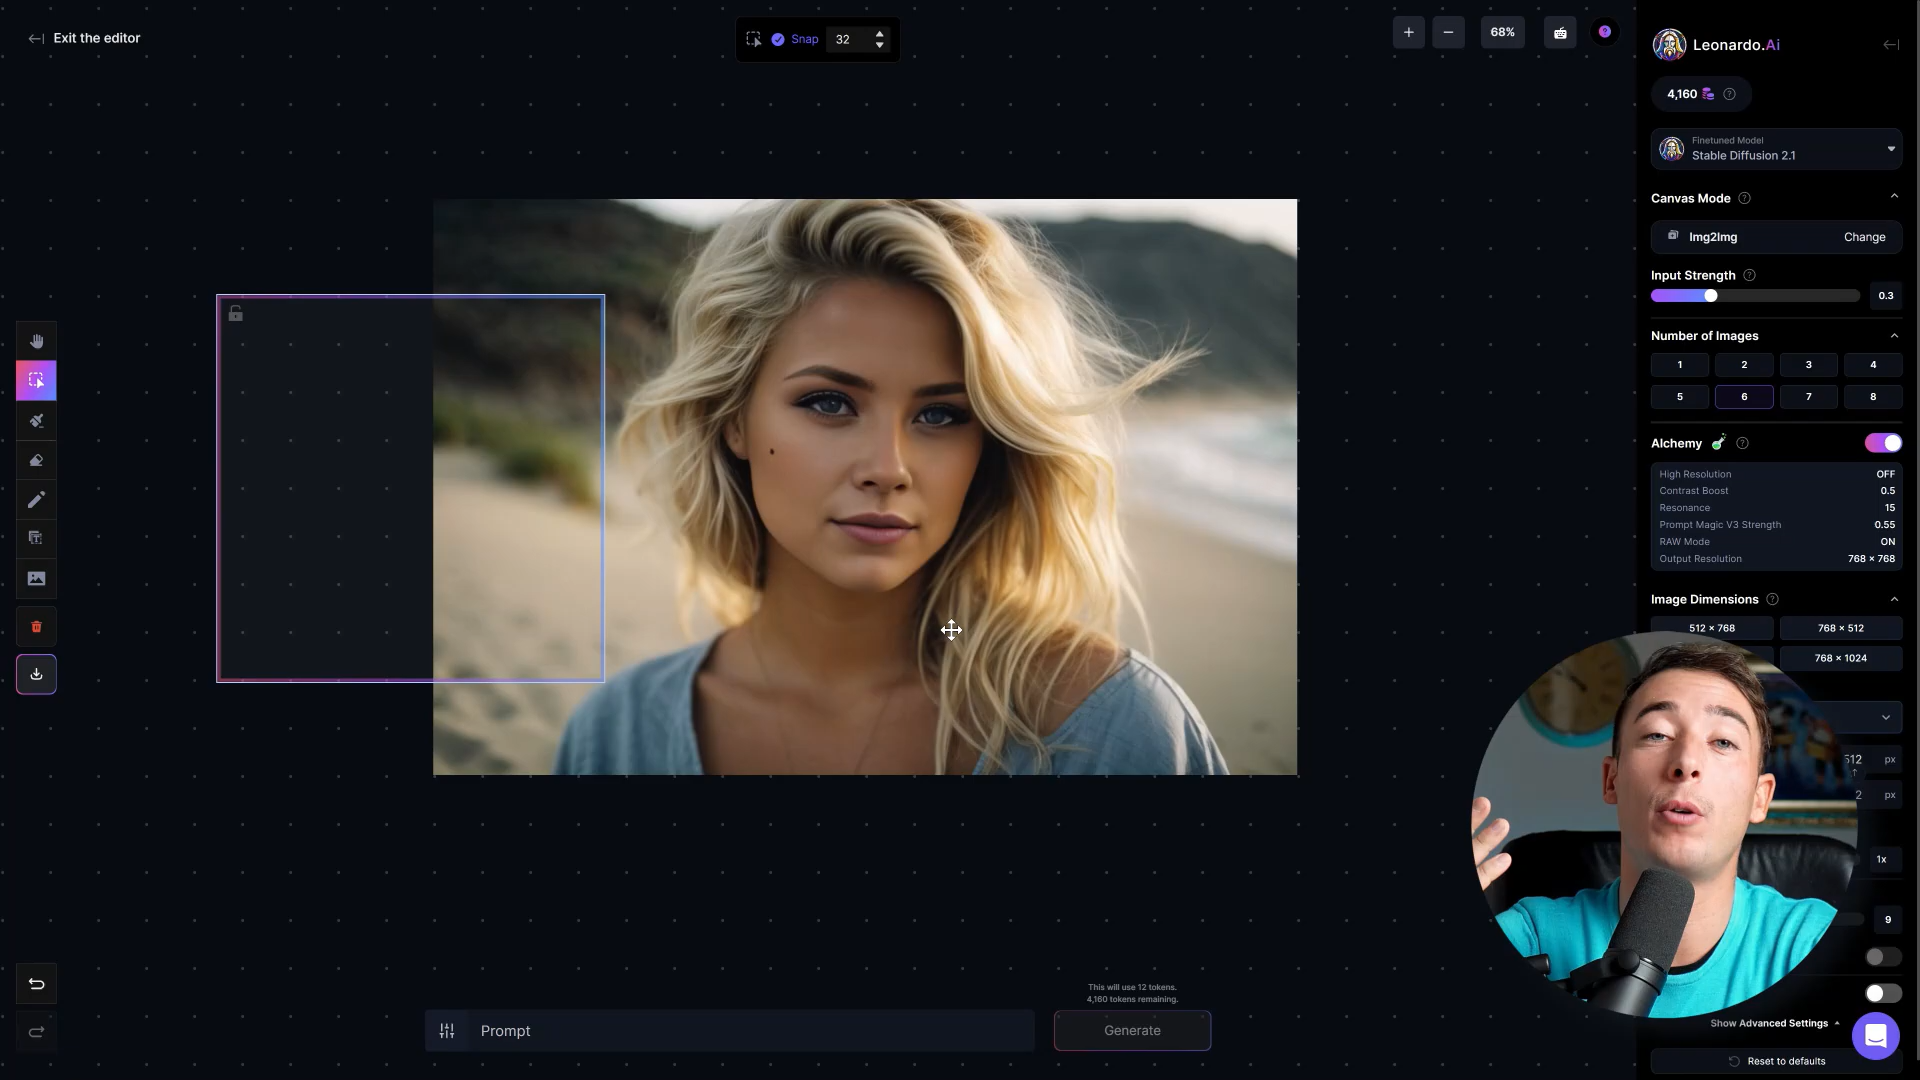 Exit the editor
Snap 32
68%
Leonardo.Ai
4,160
Finetuned Model
Stable Diffusion 2.1
Canvas Mode
Img2Img Change
Input Strength
0.3
Number of Images
1 2 3 4
5 6 7 8
Alchemy
High Resolution OFF
Contrast Boost 0.5
Resonance 15
Prompt Magic V3 Strength 0.55
RAW Mode ON
Output Resolution 768 × 768
Image Dimensions
512 × 768 768 × 512
768 × 1024
512 px
2 px
1x
9
This will use 12 tokens.
4,160 tokens remaining.
Prompt
Generate
Show Advanced Settings
Reset to defaults